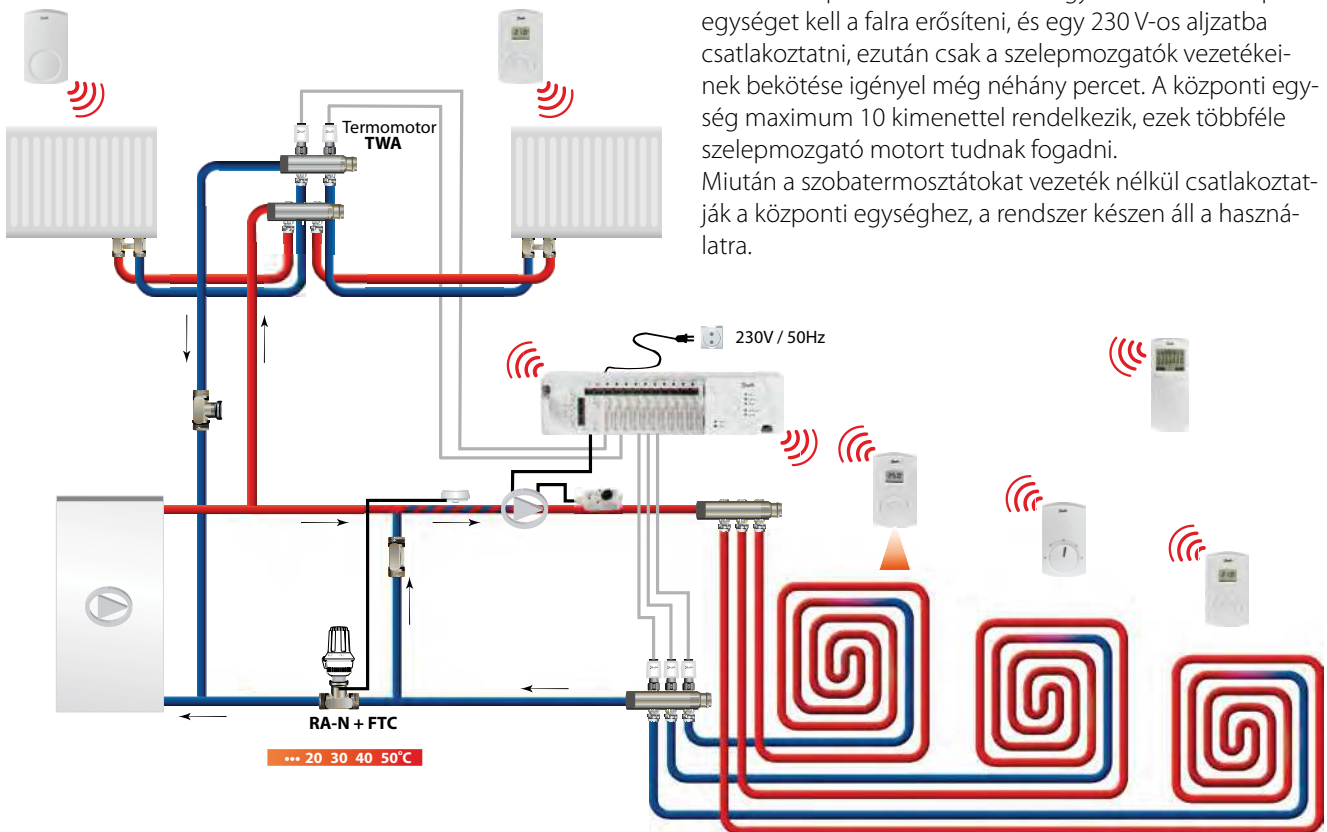 egységet kell a falra erősíteni, és egy 230 V-os aljzatba
csatlakoztatni, ezután csak a szelepmozgatók vezetékei-
nek bekötése igényel még néhány percet. A központi egy-
ség maximum 10 kimenettel rendelkezik, ezek többféle
szelepmozgató motort tudnak fogadni.
Miután a szobatermosztátokat vezeték nélkül csatlakoztat-
ják a központi egységhez, a rendszer készen áll a haszná-
latra.
Termomotor
TWA
230V / 50Hz
RA-N + FTC
••• 20 30 40 50°C